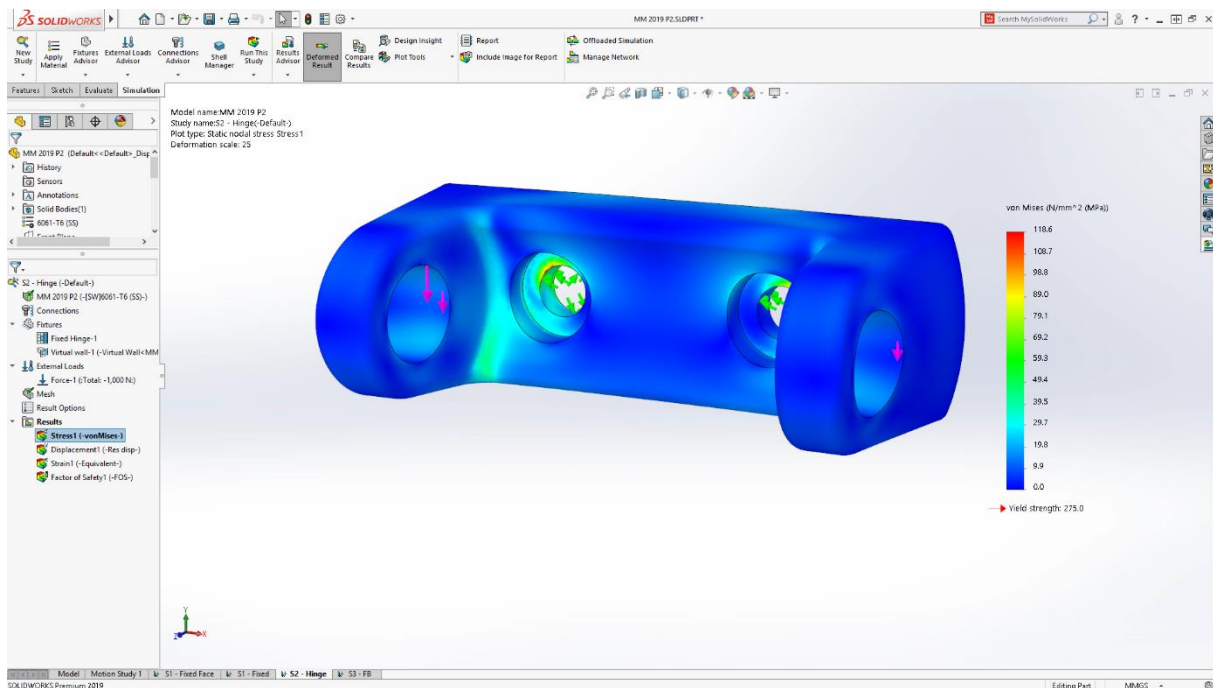 SOLIDWORKS
MM 2019 P2.SLDPRT *
Search MySolidWorks
New Study
Apply Material
Fixtures Advisor
External Loads Advisor
Connections Advisor
Shell Manager
Run This Study
Results Advisor
Deformed Result
Compare Results
Design Insight
Plot Tools
Report
Include Image for Report
Offloaded Simulation
Manage Network
Features Sketch Evaluate Simulation
Model name:MM 2019 P2
Study name:S2 - Hinge(-Default-)
Plot type: Static nodal stress Stress1
Deformation scale: 25
MM 2019 P2 (Default<<Default>_Disp
History
Sensors
Annotations
Solid Bodies(1)
6061-T6 (SS)
S2 - Hinge (-Default-)
MM 2019 P2 (-[SW]6061-T6 (SS)-)
Connections
Fixtures
Fixed Hinge-1
Virtual wall-1 (-Virtual Wall<MM
External Loads
Force-1 (:Total: -1,000 N:)
Mesh
Result Options
Results
Stress1 (-vonMises-)
Displacement1 (-Res disp-)
Strain1 (-Equivalent-)
Factor of Safety1 (-FOS-)
von Mises (N/mm^2 (MPa))
118.6
108.7
98.8
89.0
79.1
69.2
59.3
49.4
39.5
29.7
19.8
9.9
0.0
Yield strength: 275.0
Y
Z
X
Model Motion Study 1 S1 - Fixed Face S1 - Fixed S2 - Hinge S3 - FB
SOLIDWORKS Premium 2019
Editing Part
MMGS